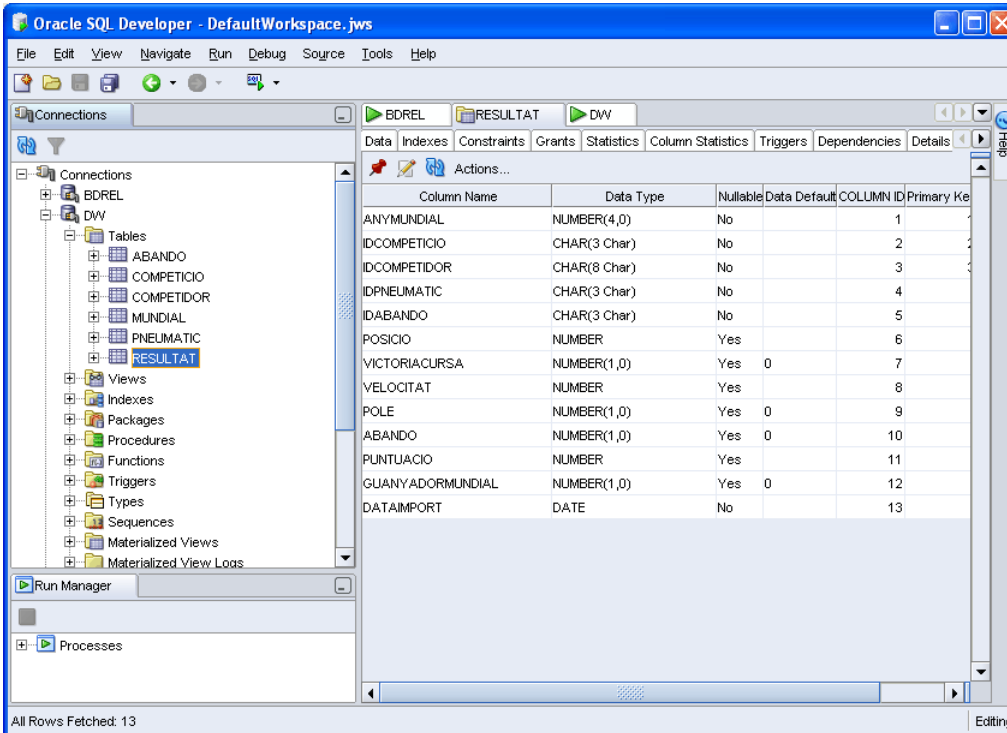 Oracle SQL Developer - DefaultWorkspace.jws
File Edit View Navigate Run Debug Source Tools Help
Connections
Connections
BDREL
DW
Tables
ABANDO
COMPETICIO
COMPETIDOR
MUNDIAL
PNEUMATIC
RESULTAT
Views
Indexes
Packages
Procedures
Functions
Triggers
Types
Sequences
Materialized Views
Materialized View Logs
Run Manager
Processes
BDREL RESULTAT DW
Data Indexes Constraints Grants Statistics Column Statistics Triggers Dependencies Details
Actions...
Column Name Data Type Nullable Data Default COLUMN ID Primary Ke
ANYMUNDIAL NUMBER(4,0) No 1 1
IDCOMPETICIO CHAR(3 Char) No 2 2
IDCOMPETIDOR CHAR(8 Char) No 3 3
IDPNEUMATIC CHAR(3 Char) No 4
IDABANDO CHAR(3 Char) No 5
POSICIO NUMBER Yes 6
VICTORIACURSA NUMBER(1,0) Yes 0 7
VELOCITAT NUMBER Yes 8
POLE NUMBER(1,0) Yes 0 9
ABANDO NUMBER(1,0) Yes 0 10
PUNTUACIO NUMBER Yes 11
GUANYADORMUNDIAL NUMBER(1,0) Yes 0 12
DATAIMPORT DATE No 13
Help
All Rows Fetched: 13
Editing